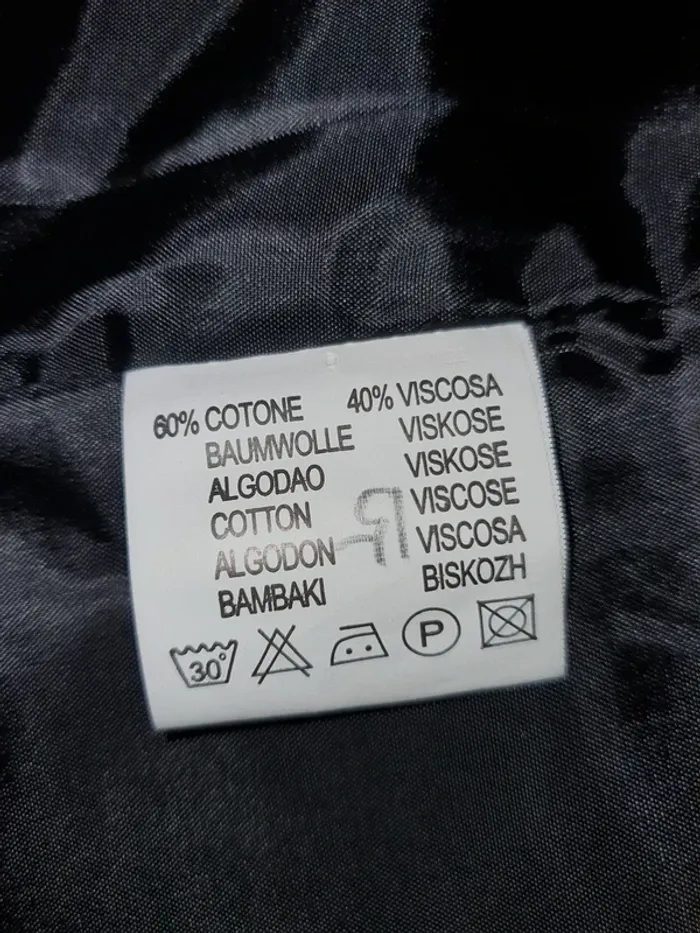 60% COTONE 40% VISCOSA
BAUMWOLLE VISKOSE
ALGODAO VISKOSE
COTTON VISCOSE
ALGODON VISCOSA
BAMBAKI BISKOZH
30° P